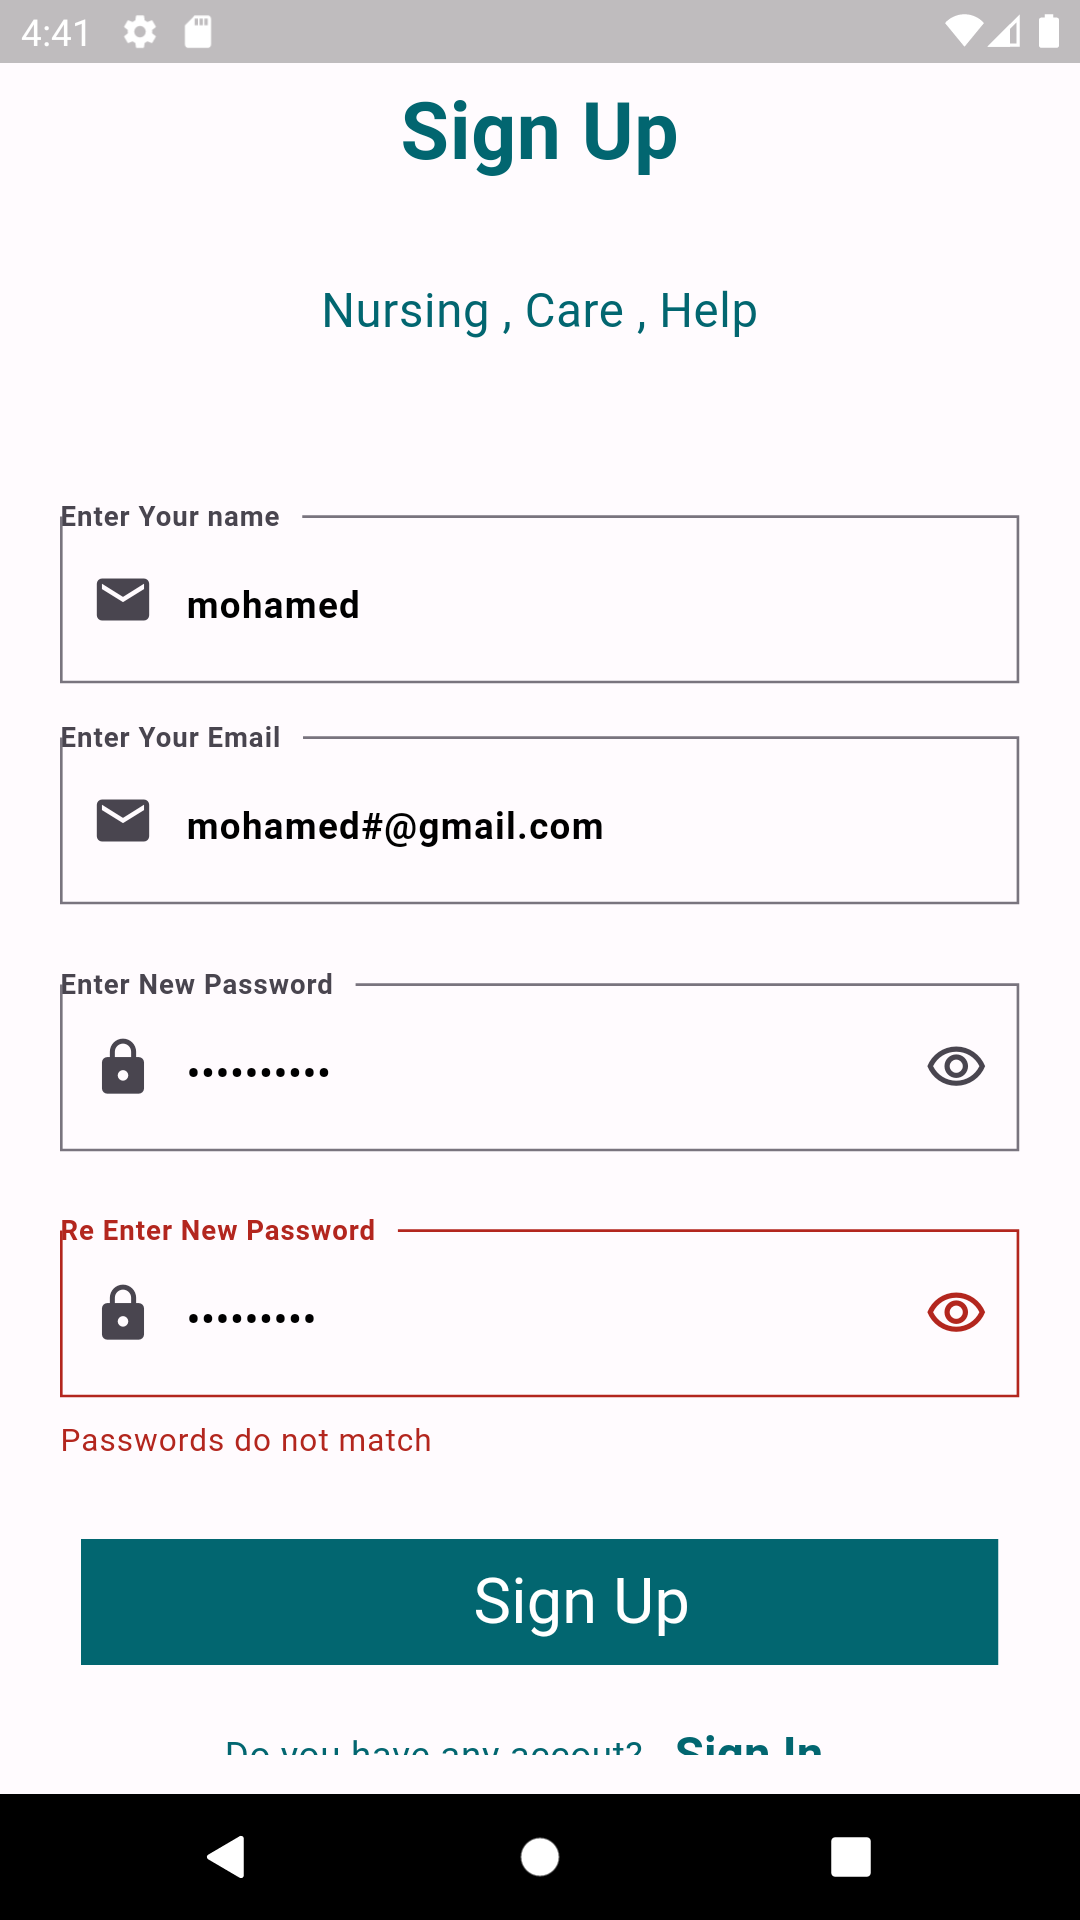 4:41
Sign Up
Nursing , Care , Help
Enter Your name
mohamed
Enter Your Email
mohamed#@gmail.com
Enter New Password
••••••••••
Re Enter New Password
•••••••••
Passwords do not match
Sign Up
Do you have any accout? Sign In